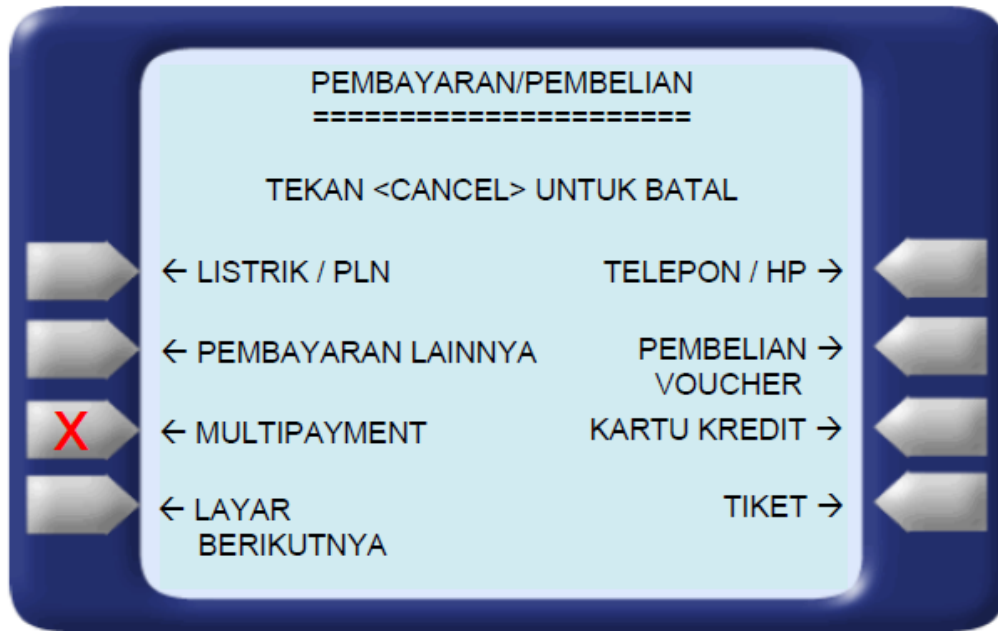 PEMBAYARAN/PEMBELIAN
======================
TEKAN <CANCEL> UNTUK BATAL
← LISTRIK / PLN
TELEPON / HP →
← PEMBAYARAN LAINNYA
PEMBELIAN →
VOUCHER
X
← MULTIPAYMENT
KARTU KREDIT →
← LAYAR
BERIKUTNYA
TIKET →